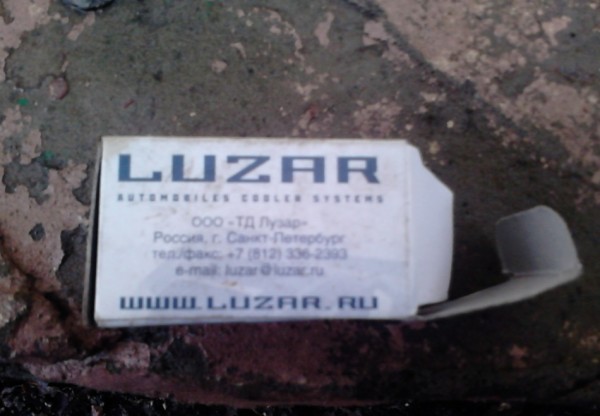 LUZAR
AUTOMOBILES COOLER SYSTEMS
ООО «ТД Лузар»
Россия, г. Санкт-Петербург
тел./факс: +7 (812) 336-2393
e-mail: luzar@luzar.ru
WWW.LUZAR.RU